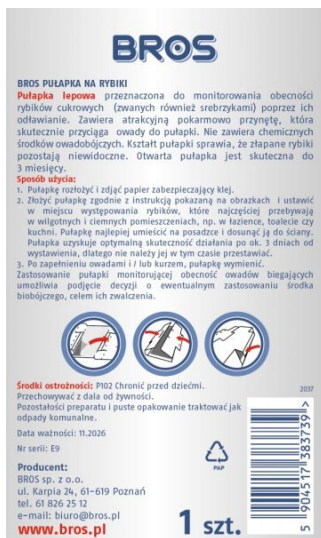 BROS
BROS PUŁAPKA NA RYBIKI
Pułapka lepowa przeznaczona do monitorowania obecności
rybików cukrowych (zwanych również srebrzykami) poprzez ich
odławianie. Zawiera atrakcyjną pokarmowo przynętę, która
skutecznie przyciąga owady do pułapki. Nie zawiera chemicznych
środków owadobójczych. Kształt pułapki sprawia, że złapane rybiki
pozostają niewidoczne. Otwarta pułapka jest skuteczna do
3 miesięcy.
Sposób użycia:
1. Pułapkę rozłożyć i zdjąć papier zabezpieczający klej.
2. Złożyć pułapkę zgodnie z instrukcją pokazaną na obrazkach i ustawić
w miejscu występowania rybików, które najczęściej przebywają
w wilgotnych i ciemnych pomieszczeniach, np. w łazience, toalecie czy
kuchni. Pułapkę najlepiej umieścić na posadzce i dosunąć ją do ściany.
Pułapka uzyskuje optymalną skuteczność działania po ok. 3 dniach od
wystawienia, dlatego nie należy jej w tym czasie przestawiać.
3. Po zapełnieniu owadami i / lub kurzem, pułapkę wymienić.
Zastosowanie pułapki monitorującej obecność owadów biegających
umożliwia podjęcie decyzji o ewentualnym zastosowaniu środka
biobójczego, celem ich zwalczenia.
Środki ostrożności: P102 Chronić przed dziećmi.
Przechowywać z dala od żywności.
Pozostałości preparatu i puste opakowanie traktować jak
odpady komunalne.
Data ważności: 11.2026
Nr serii: E9
Producent:
BROS sp. z o.o.
ul. Karpia 24, 61-619 Poznań
tel. 61 826 25 12
e-mail: biuro@bros.pl
www.bros.pl
PAP
1 szt.
2037
5 904517 383739 >